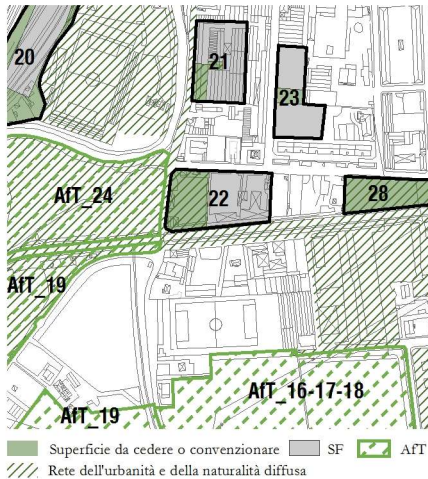 20
21
23
AfT_24
22
28
AfT_19
AfT_16-17-18
AfT_19
Superficie da cedere o convenzionare SF AfT
Rete dell'urbanità e della naturalità diffusa